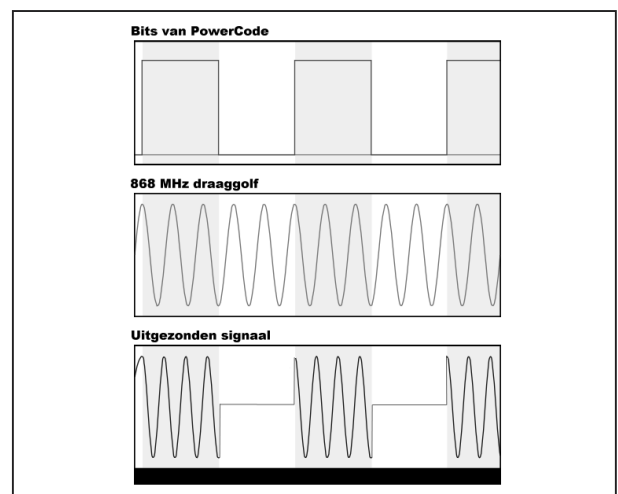 Bits van PowerCode
868 MHz draaggolf
Uitgezonden signaal